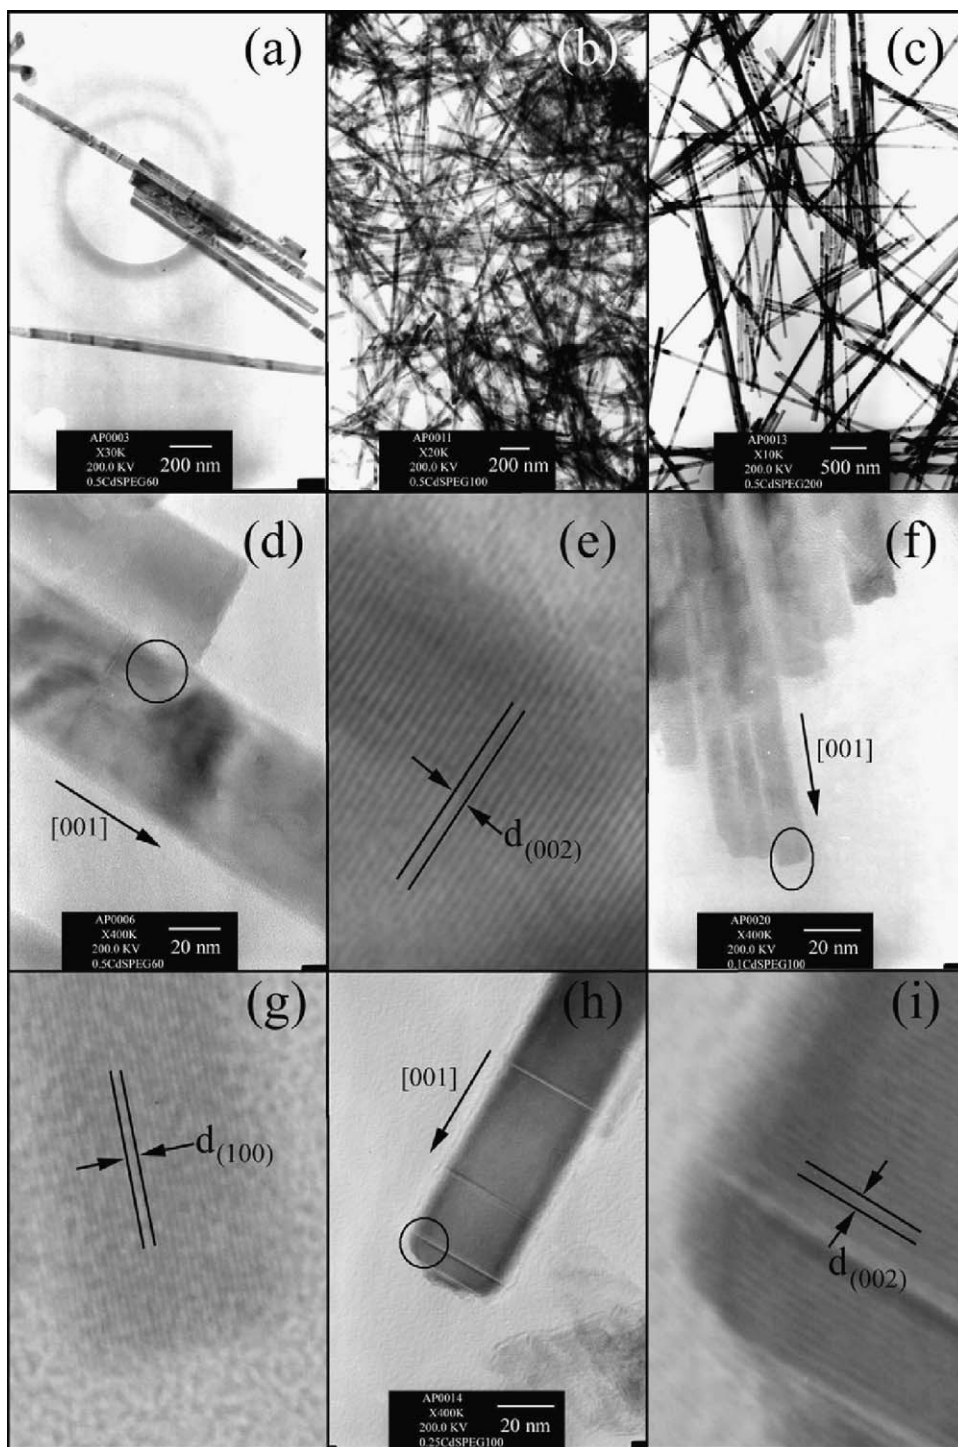 (a)
AP0003
X30K
200.0 KV
0.5CdSPEG60
200 nm
(b)
AP0011
X20K
200.0 KV
0.5CdSPEG100
200 nm
(c)
AP0013
X10K
200.0 KV
0.5CdSPEG200
500 nm
(d)
[001]
AP0006
X400K
200.0 KV
0.5CdSPEG60
20 nm
(e)
d(002)
(f)
[001]
AP0020
X400K
200.0 KV
0.1CdSPEG100
20 nm
(g)
d(100)
(h)
[001]
AP0014
X400K
200.0 KV
0.25CdSPEG100
20 nm
(i)
d(002)